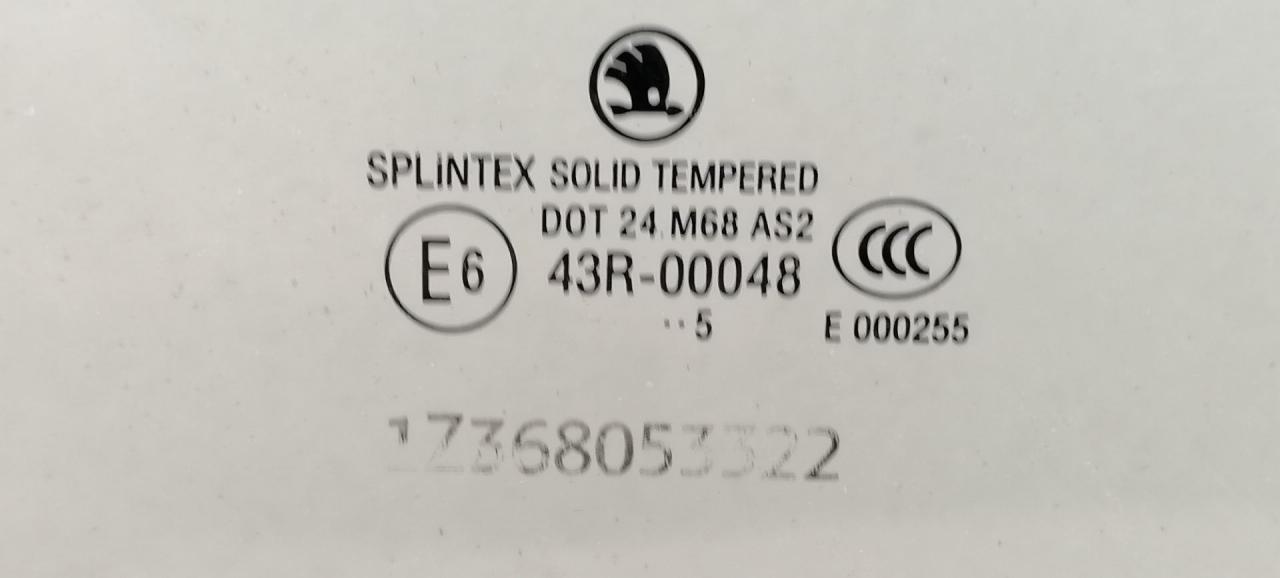 SPLiNTEX SOLID TEMPERED
DOT 24 M68 AS2
E6
43R-00048
CCC
··5
E 000255
1Z368053322